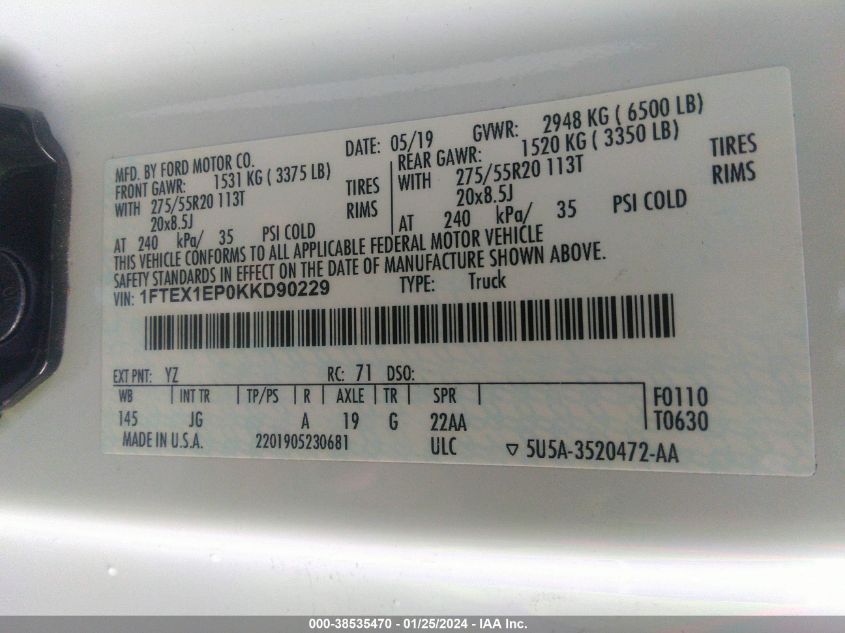 MFD. BY FORD MOTOR CO. DATE: 05/19 GVWR: 2948 KG ( 6500 LB)
FRONT GAWR: 1531 KG ( 3375 LB) REAR GAWR: 1520 KG ( 3350 LB)
WITH 275/55R20 113T TIRES WITH 275/55R20 113T TIRES
20x8.5J RIMS 20x8.5J RIMS
AT 240 kPa/ 35 PSI COLD AT 240 kPa/ 35 PSI COLD
THIS VEHICLE CONFORMS TO ALL APPLICABLE FEDERAL MOTOR VEHICLE
SAFETY STANDARDS IN EFFECT ON THE DATE OF MANUFACTURE SHOWN ABOVE.
VIN: 1FTEX1EP0KKD90229 TYPE: Truck
EXT PNT: YZ RC: 71 DSO:
WB INT TR TP/PS R AXLE TR SPR F0110
145 JG A 19 G 22AA T0630
MADE IN U.S.A. 2201905230681 ULC ▽ 5U5A-3520472-AA
000-38535470 - 01/25/2024 - IAA Inc.